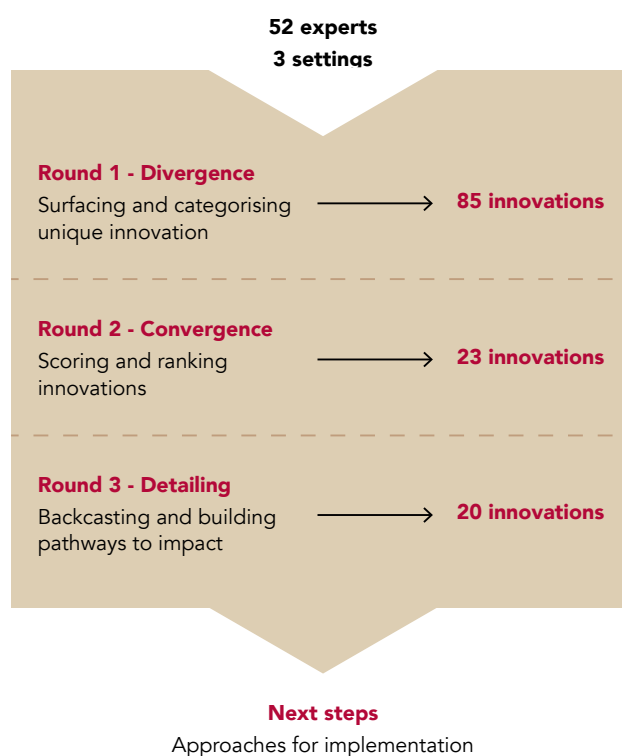 52 experts
3 settings
Round 1 - Divergence
Surfacing and categorising
unique innovation
85 innovations
Round 2 - Convergence
Scoring and ranking
innovations
23 innovations
Round 3 - Detailing
Backcasting and building
pathways to impact
20 innovations
Next steps
Approaches for implementation